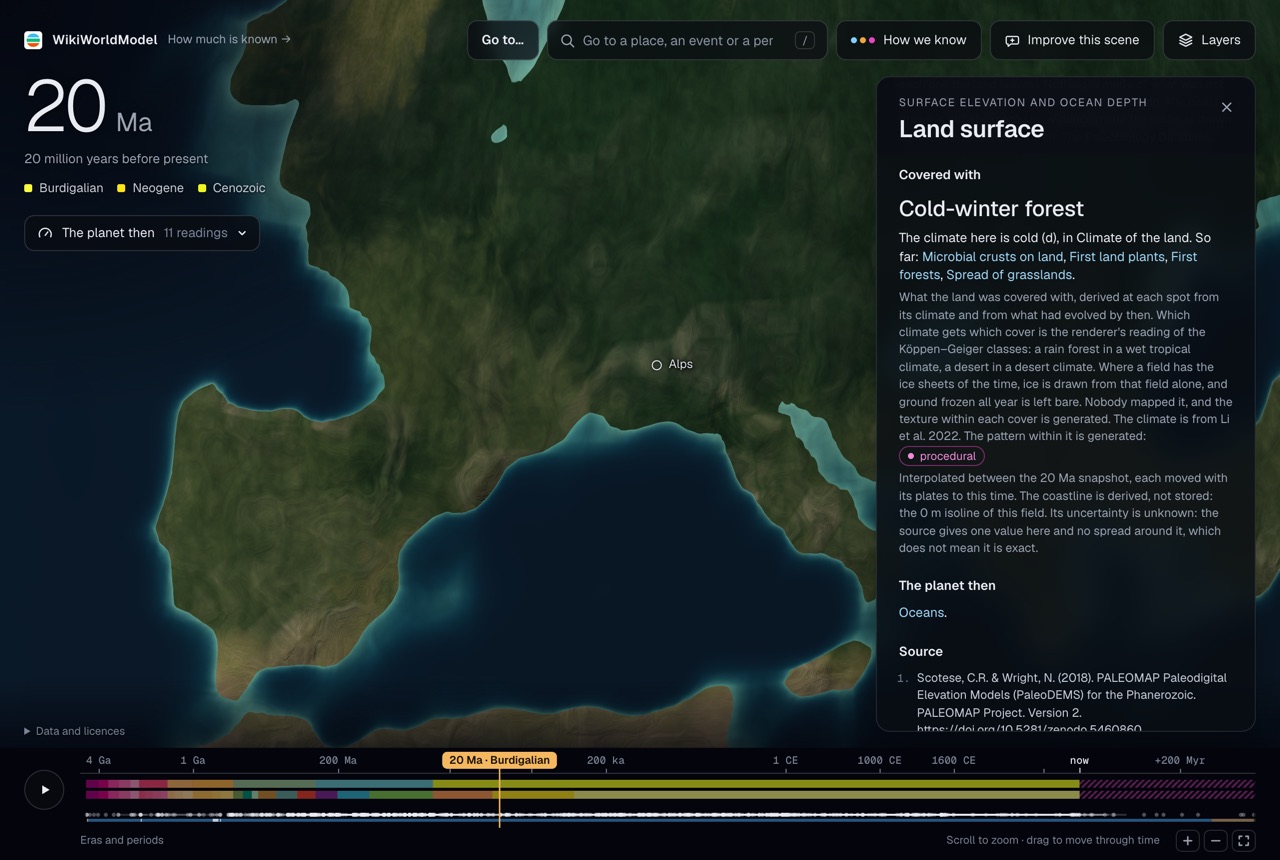 WikiWorldModel
How much is known →
Go to...
Go to a place, an event or a per
/
How we know
Improve this scene
Layers
20 Ma
20 million years before present
Burdigalian
Neogene
Cenozoic
The planet then 11 readings
Alps
SURFACE ELEVATION AND OCEAN DEPTH
Land surface
Covered with
Cold-winter forest
The climate here is cold (d), in Climate of the land. So
far: Microbial crusts on land, First land plants, First
forests, Spread of grasslands.
What the land was covered with, derived at each spot from
its climate and from what had evolved by then. Which
climate gets which cover is the renderer's reading of the
Köppen–Geiger classes: a rain forest in a wet tropical
climate, a desert in a desert climate. Where a field has the
ice sheets of the time, ice is drawn from that field alone, and
ground frozen all year is left bare. Nobody mapped it, and the
texture within each cover is generated. The climate is from Li
et al. 2022. The pattern within it is generated:
procedural
Interpolated between the 20 Ma snapshot, each moved with
its plates to this time. The coastline is derived, not stored:
the 0 m isoline of this field. Its uncertainty is unknown: the
source gives one value here and no spread around it, which
does not mean it is exact.
The planet then
Oceans.
Source
1. Scotese, C.R. & Wright, N. (2018). PALEOMAP Paleodigital
Elevation Models (PaleoDEMS) for the Phanerozoic.
PALEOMAP Project. Version 2.
https://doi.org/10.5281/zenodo.5460860
Data and licences
4 Ga
1 Ga
200 Ma
20 Ma · Burdigalian
200 ka
1 CE
1000 CE
1600 CE
now
+200 Myr
Eras and periods
Scroll to zoom · drag to move through time